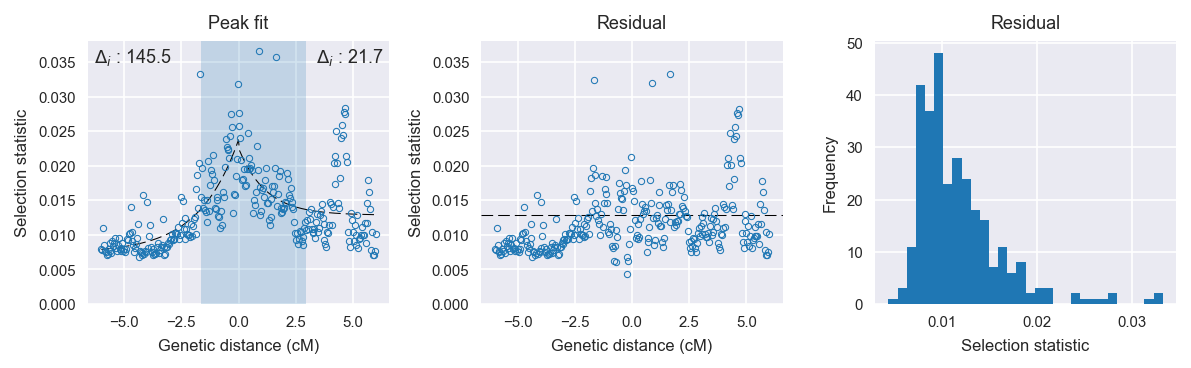 Peak fit
Δi : 145.5
Δi : 21.7
Selection statistic
0.035
0.030
0.025
0.020
0.015
0.010
0.005
0.000
−5.0 −2.5 0.0 2.5 5.0
Genetic distance (cM)
Residual
Selection statistic
0.035
0.030
0.025
0.020
0.015
0.010
0.005
0.000
−5.0 −2.5 0.0 2.5 5.0
Genetic distance (cM)
Residual
Frequency
50
40
30
20
10
0
0.01 0.02 0.03
Selection statistic